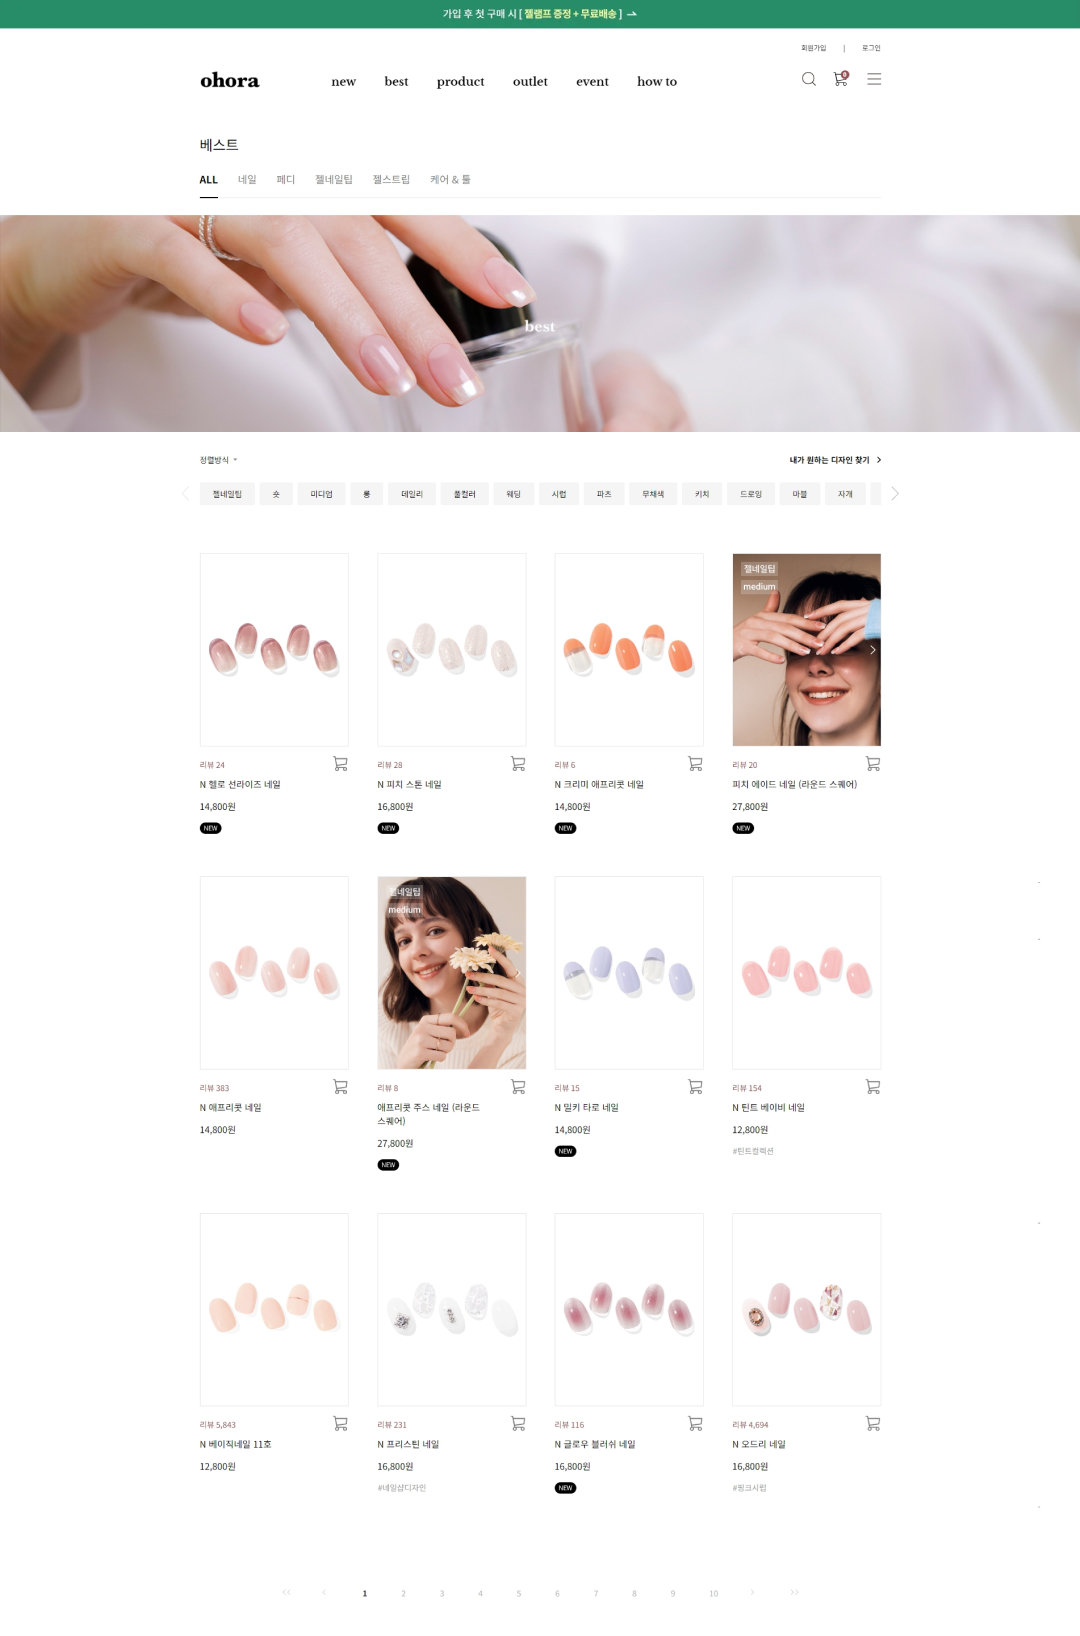 가입 후 첫 구매 시 [ 젤램프 증정 + 무료배송 ]
회원가입 | 로그인
ohora new best product outlet event how to 0
베스트
ALL 네일 페디 젤네일팁 젤스트립 케어 & 툴
best
정렬방식 내가 원하는 디자인 찾기
젤네일팁 숏 미디엄 롱 데일리 풀컬러 웨딩 시럽 파츠 무채색 키치 드로잉 마블 자개
젤네일팁
medium
리뷰 24 리뷰 28 리뷰 6 리뷰 20
N 헬로 선라이즈 네일 N 피치 스톤 네일 N 크리미 애프리콧 네일 피치 에이드 네일 (라운드 스퀘어)
14,800원 16,800원 14,800원 27,800원
NEW NEW NEW NEW
젤네일팁
medium
리뷰 383 리뷰 8 리뷰 15 리뷰 154
N 애프리콧 네일 애프리콧 주스 네일 (라운드 N 밀키 타로 네일 N 틴트 베이비 네일
스퀘어)
14,800원 27,800원 14,800원 12,800원
NEW NEW #틴트컬렉션
리뷰 5,843 리뷰 231 리뷰 116 리뷰 4,694
N 베이직네일 11호 N 프리스틴 네일 N 글로우 블러쉬 네일 N 오드리 네일
12,800원 16,800원 16,800원 16,800원
#네일샵디자인 NEW #핑크시럽
1 2 3 4 5 6 7 8 9 10